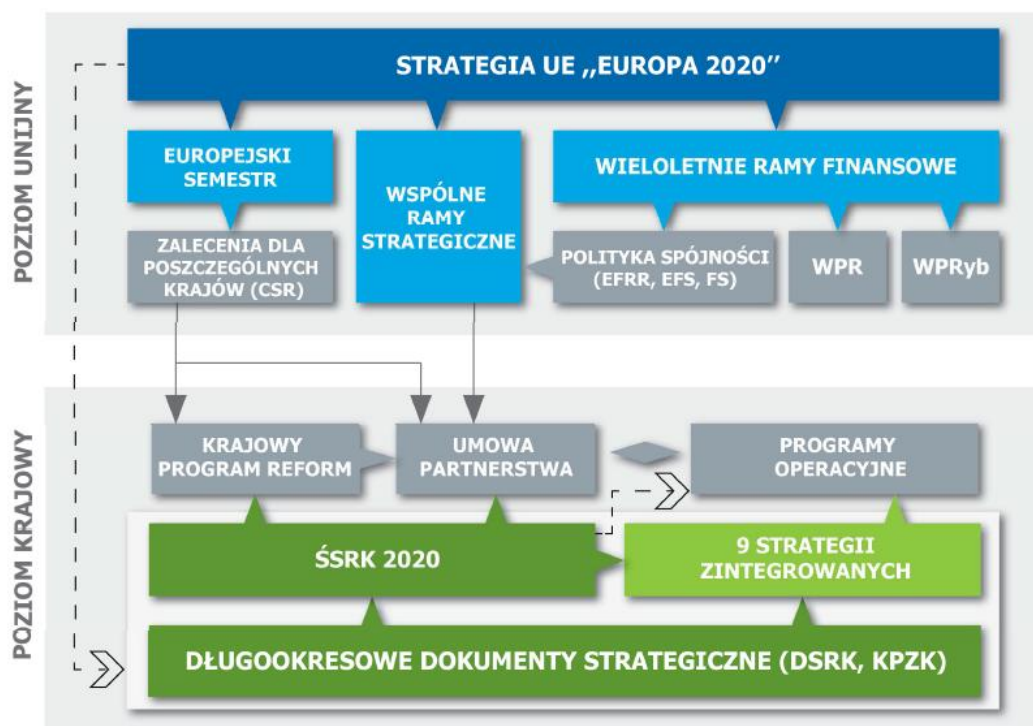 POZIOM UNIJNY
STRATEGIA UE „EUROPA 2020”
EUROPEJSKI
SEMESTR
WSPÓLNE
RAMY
STRATEGICZNE
WIELOLETNIE RAMY FINANSOWE
ZALECENIA DLA
POSZCZEGÓLNYCH
KRAJÓW (CSR)
POLITYKA SPÓJNOŚCI
(EFRR, EFS, FS)
WPR
WPRyb
POZIOM KRAJOWY
KRAJOWY
PROGRAM REFORM
UMOWA
PARTNERSTWA
PROGRAMY
OPERACYJNE
ŚSRK 2020
9 STRATEGII
ZINTEGROWANYCH
DŁUGOOKRESOWE DOKUMENTY STRATEGICZNE (DSRK, KPZK)